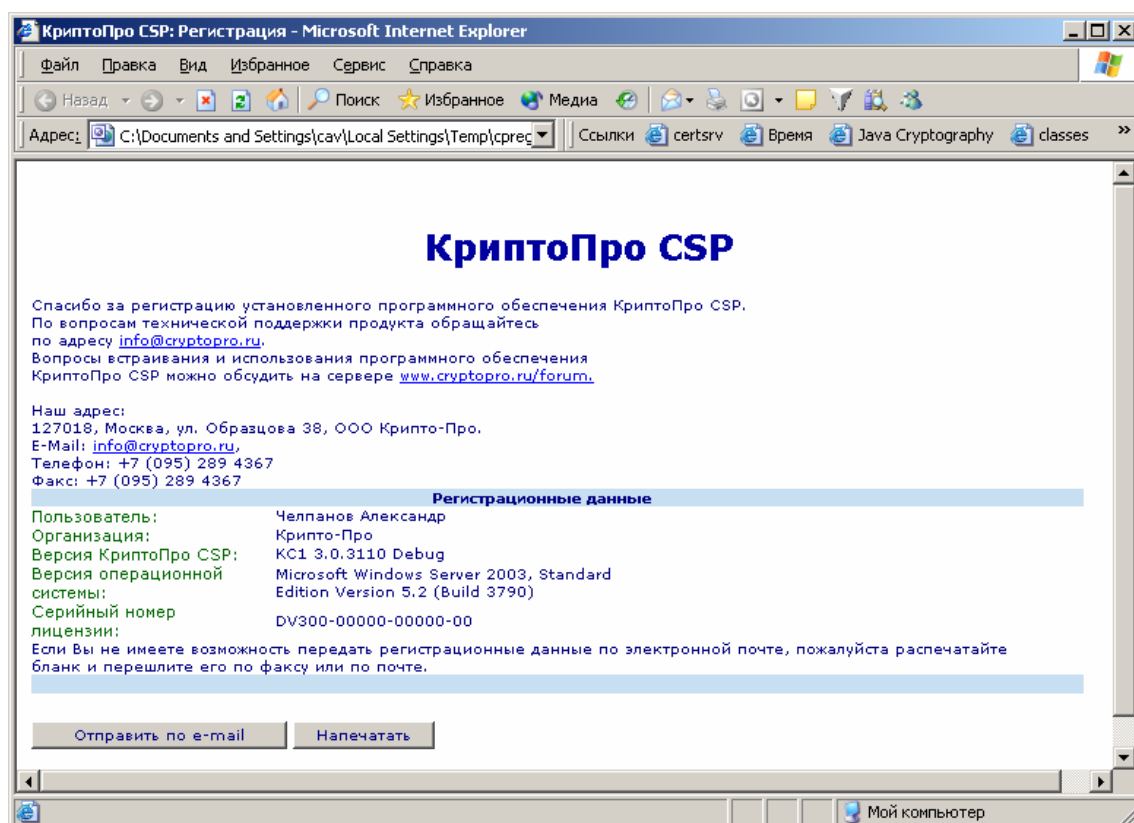 КриптоПро CSP: Регистрация - Microsoft Internet Explorer
Файл Правка Вид Избранное Сервис Справка
Назад Поиск Избранное Медиа
Адрес: C:\Documents and Settings\cav\Local Settings\Temp\cpreg Ссылки certsrv Время Java Cryptography classes »
КриптоПро CSP
Спасибо за регистрацию установленного программного обеспечения КриптоПро CSP.
По вопросам технической поддержки продукта обращайтесь
по адресу info@cryptopro.ru.
Вопросы встраивания и использования программного обеспечения
КриптоПро CSP можно обсудить на сервере www.cryptopro.ru/forum.
Наш адрес:
127018, Москва, ул. Образцова 38, ООО Крипто-Про.
E-Mail: info@cryptopro.ru,
Телефон: +7 (095) 289 4367
Факс: +7 (095) 289 4367
Регистрационные данные
Пользователь: Челпанов Александр
Организация: Крипто-Про
Версия КриптоПро CSP: KC1 3.0.3110 Debug
Версия операционной Microsoft Windows Server 2003, Standard
системы: Edition Version 5.2 (Build 3790)
Серийный номер
лицензии: DV300-00000-00000-00
Если Вы не имеете возможность передать регистрационные данные по электронной почте, пожалуйста распечатайте
бланк и перешлите его по факсу или по почте.
Отправить по e-mail Напечатать
Мой компьютер